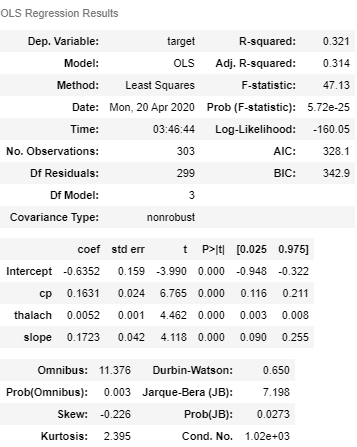 OLS Regression Results
Dep. Variable: target R-squared: 0.321
Model: OLS Adj. R-squared: 0.314
Method: Least Squares F-statistic: 47.13
Date: Mon, 20 Apr 2020 Prob (F-statistic): 5.72e-25
Time: 03:46:44 Log-Likelihood: -160.05
No. Observations: 303 AIC: 328.1
Df Residuals: 299 BIC: 342.9
Df Model: 3
Covariance Type: nonrobust
coef std err t P>|t| [0.025 0.975]
Intercept -0.6352 0.159 -3.990 0.000 -0.948 -0.322
cp 0.1631 0.024 6.765 0.000 0.116 0.211
thalach 0.0052 0.001 4.462 0.000 0.003 0.008
slope 0.1723 0.042 4.118 0.000 0.090 0.255
Omnibus: 11.376 Durbin-Watson: 0.650
Prob(Omnibus): 0.003 Jarque-Bera (JB): 7.198
Skew: -0.226 Prob(JB): 0.0273
Kurtosis: 2.395 Cond. No. 1.02e+03